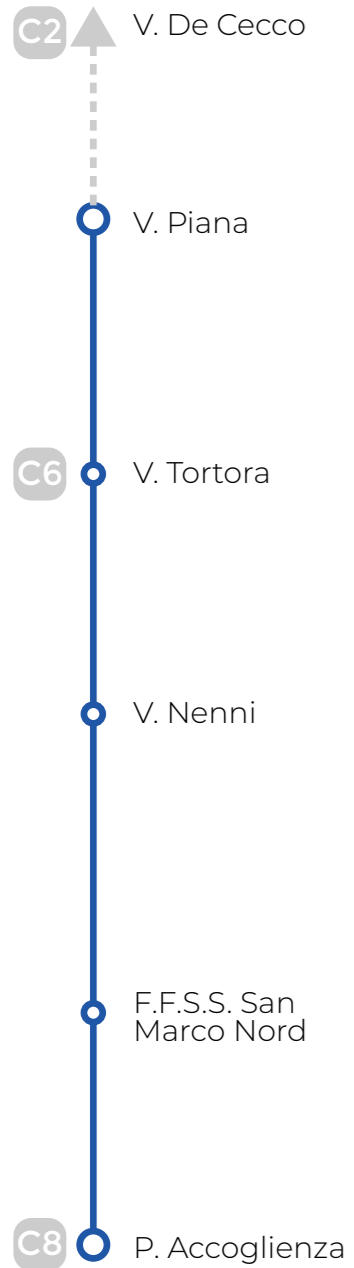 C2 V. De Cecco
V. Piana
C6 V. Tortora
V. Nenni
F.F.S.S. San
Marco Nord
C8 P. Accoglienza